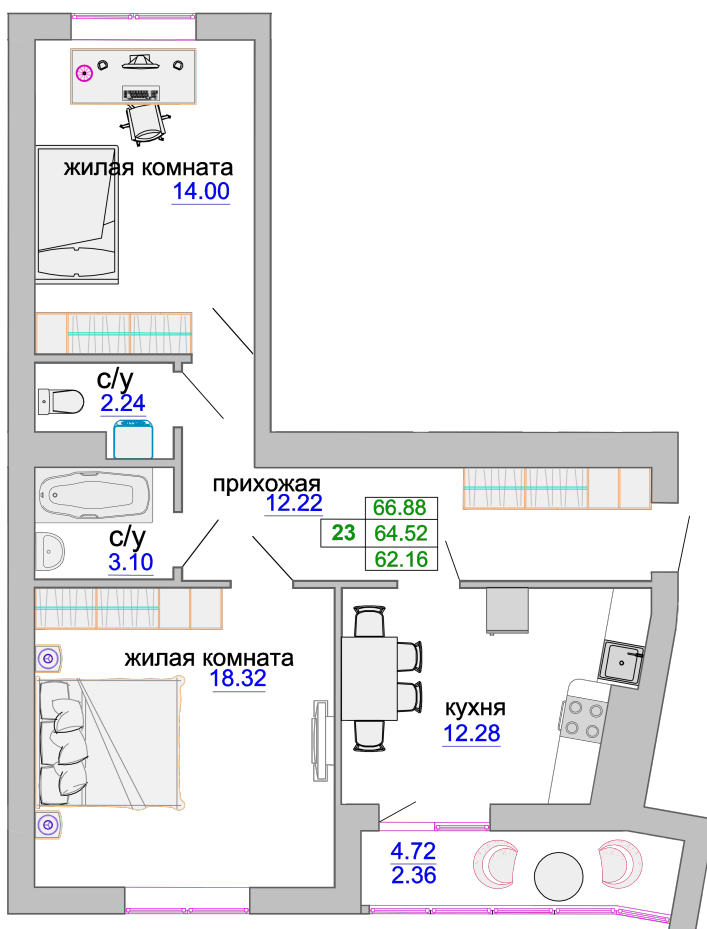 жилая комната
14.00
с/у
2.24
прихожая
12.22
66.88
23 64.52
62.16
с/у
3.10
жилая комната
18.32
кухня
12.28
4.72
2.36